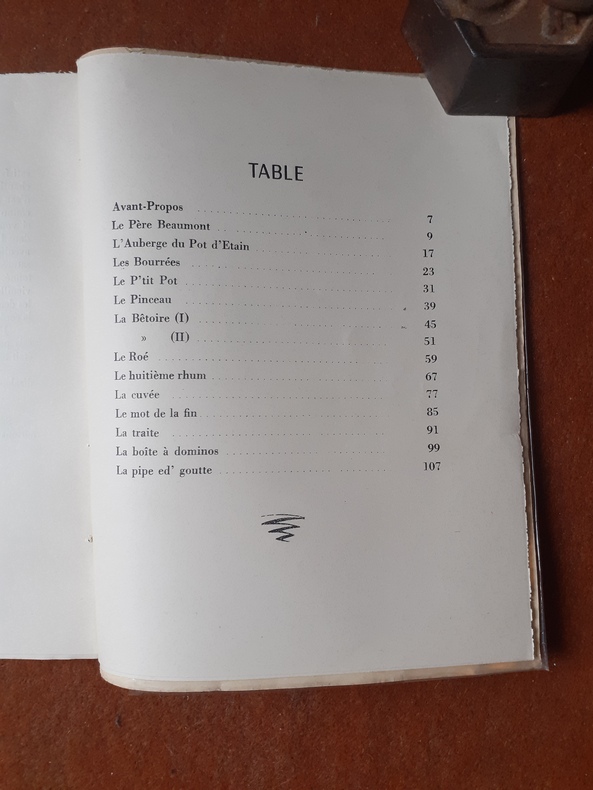 TABLE
Avant-Propos . . . . . . . . . . . . . . . . . . . . 7
Le Père Beaumont . . . . . . . . . . . . . . . . . . . . 9
L'Auberge du Pot d'Etain . . . . . . . . . . . . . . . . . . . . 17
Les Bourrées . . . . . . . . . . . . . . . . . . . . 23
Le P'tit Pot . . . . . . . . . . . . . . . . . . . . 31
Le Pinceau . . . . . . . . . . . . . . . . . . . . 39
La Bêtoire (I) . . . . . . . . . . . . . . . . . . . . 45
» (II) . . . . . . . . . . . . . . . . . . . . 51
Le Roé . . . . . . . . . . . . . . . . . . . . 59
Le huitième rhum . . . . . . . . . . . . . . . . . . . . 67
La cuvée . . . . . . . . . . . . . . . . . . . . 77
Le mot de la fin . . . . . . . . . . . . . . . . . . . . 85
La traite . . . . . . . . . . . . . . . . . . . . 91
La boîte à dominos . . . . . . . . . . . . . . . . . . . . 99
La pipe ed' goutte . . . . . . . . . . . . . . . . . . . . 107